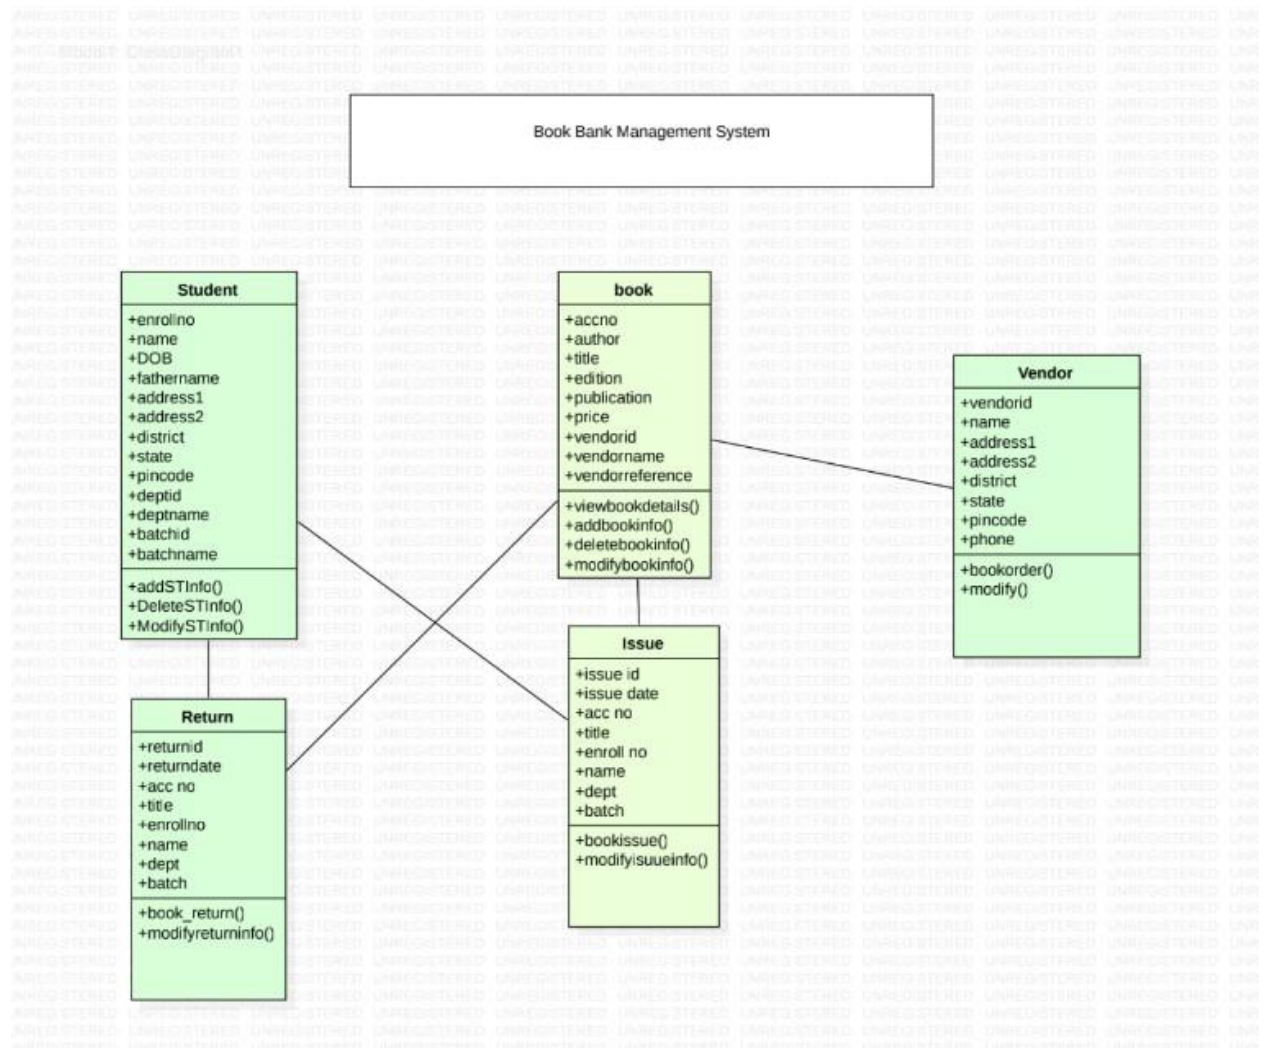 Book Bank Management System
Student
+enrollno
+name
+DOB
+fathername
+address1
+address2
+district
+state
+pincode
+deptid
+deptname
+batchid
+batchname
+addSTInfo()
+DeleteSTInfo()
+ModifySTInfo()
book
+accno
+author
+title
+edition
+publication
+price
+vendorid
+vendorname
+vendorreference
+viewbookdetails()
+addbookinfo()
+deletebookinfo()
+modifybookinfo()
Vendor
+vendorid
+name
+address1
+address2
+district
+state
+pincode
+phone
+bookorder()
+modify()
Return
+returnid
+returndate
+acc no
+title
+enrollno
+name
+dept
+batch
+book_return()
+modifyreturninfo()
Issue
+issue id
+issue date
+acc no
+title
+enroll no
+name
+dept
+batch
+bookissue()
+modifyisuueinfo()